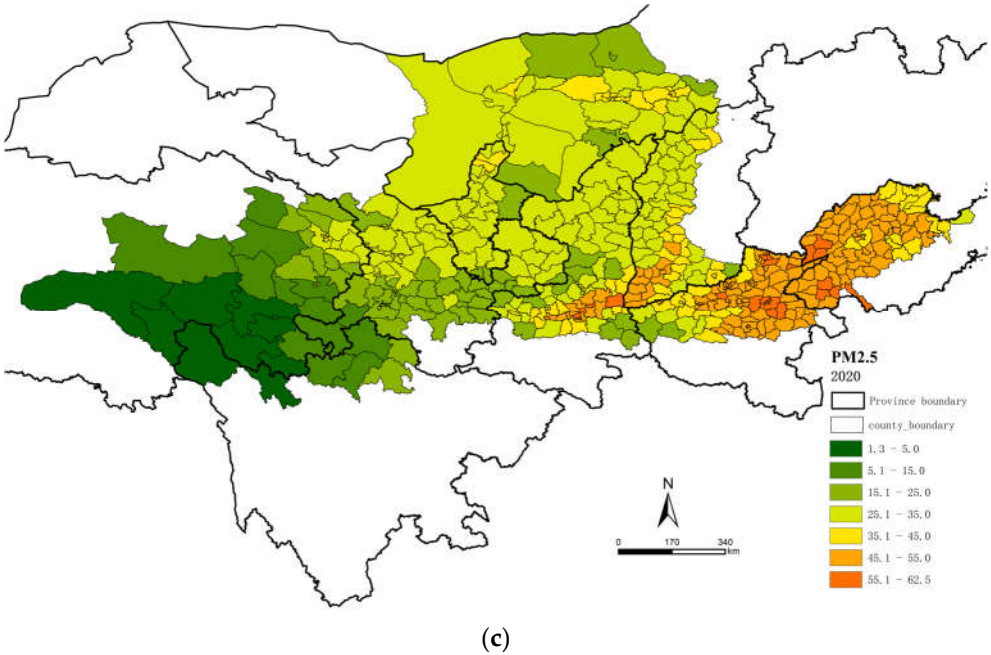 PM2.5
2020
Province boundary
county_boundary
1.3 - 5.0
5.1 - 15.0
15.1 - 25.0
25.1 - 35.0
35.1 - 45.0
45.1 - 55.0
55.1 - 62.5
N
0 170 340
km
(c)